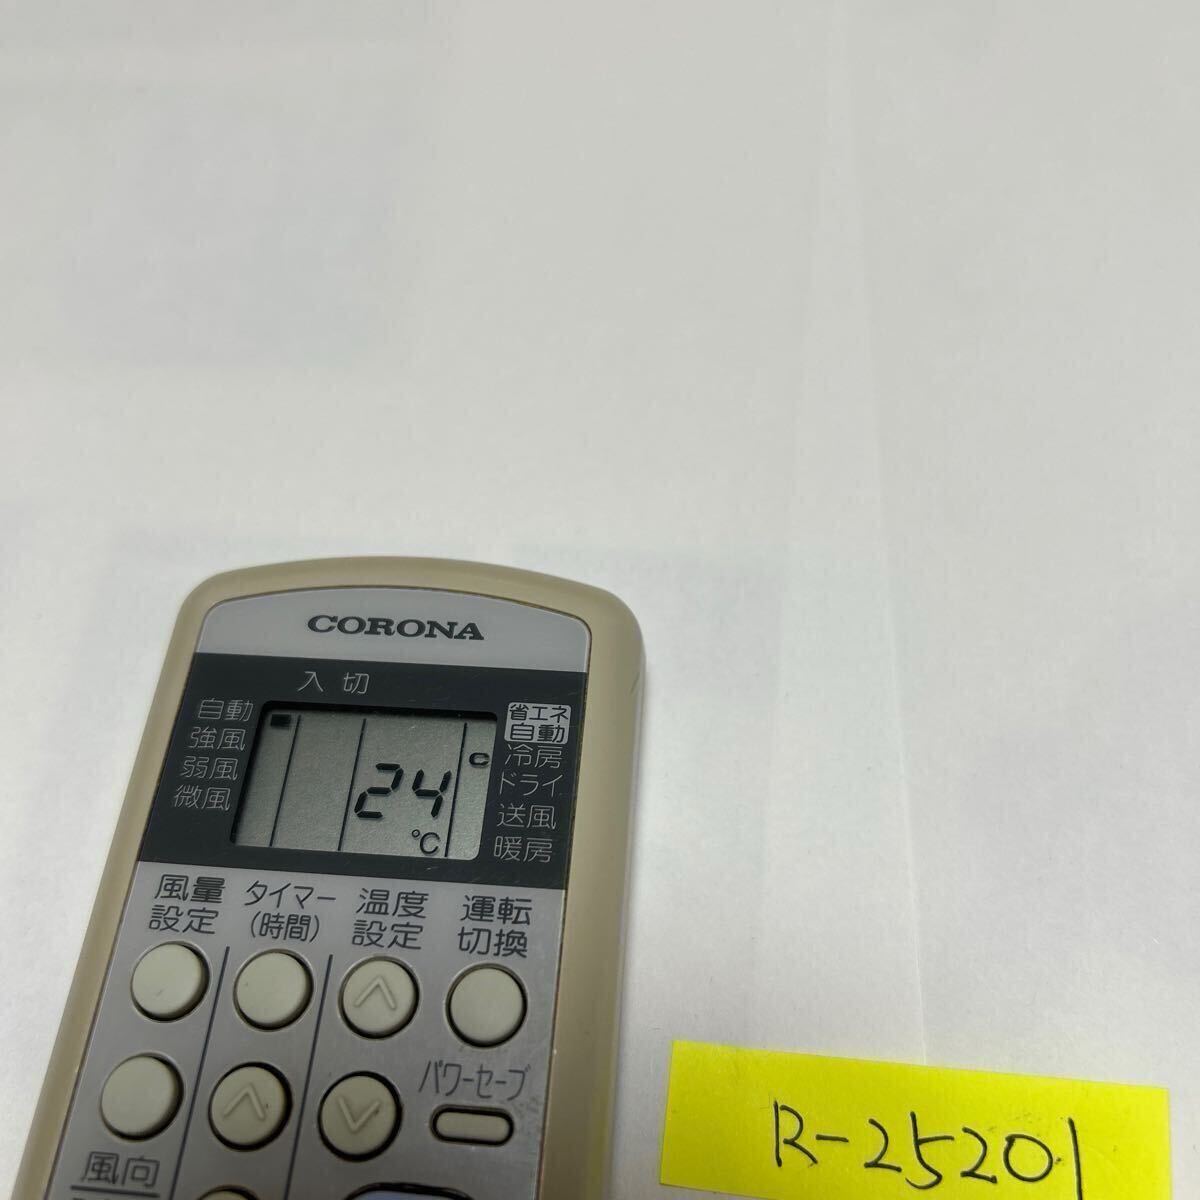 CORONA
入 切
自動
強風
弱風
微風
24
℃
C
省エネ
自動
冷房
ドライ
送風
暖房
風量
設定
タイマー
(時間)
温度
設定
運転
切換
パワーセーブ
風向
R-25201